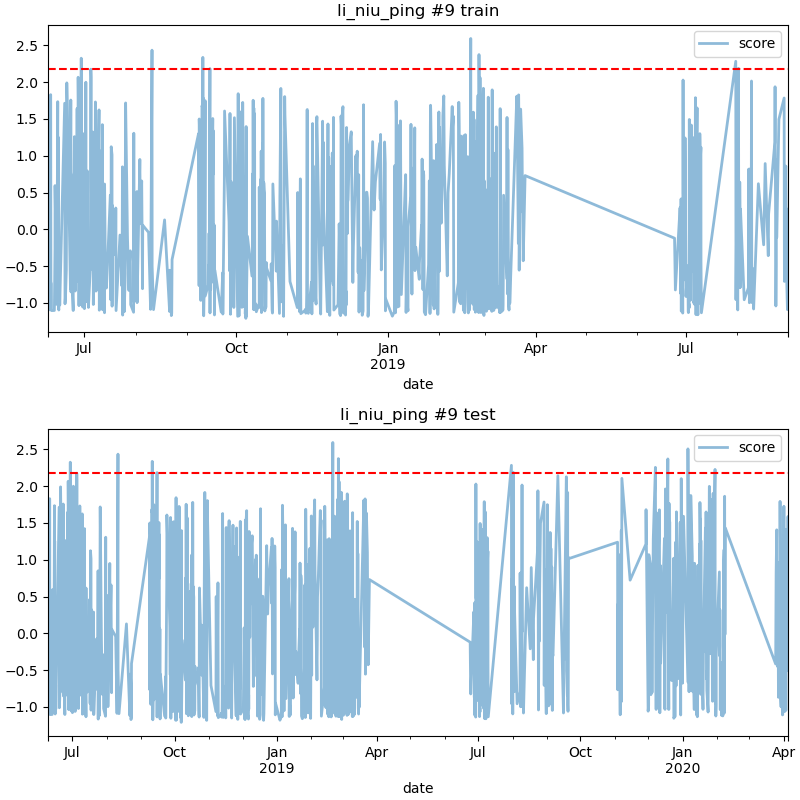 li_niu_ping #9 train
score
2.5
2.0
1.5
1.0
0.5
0.0
−0.5
−1.0
Jul Oct Jan Apr Jul
2019
date
li_niu_ping #9 test
score
2.5
2.0
1.5
1.0
0.5
0.0
−0.5
−1.0
Jul Oct Jan Apr Jul Oct Jan Apr
2019 2020
date